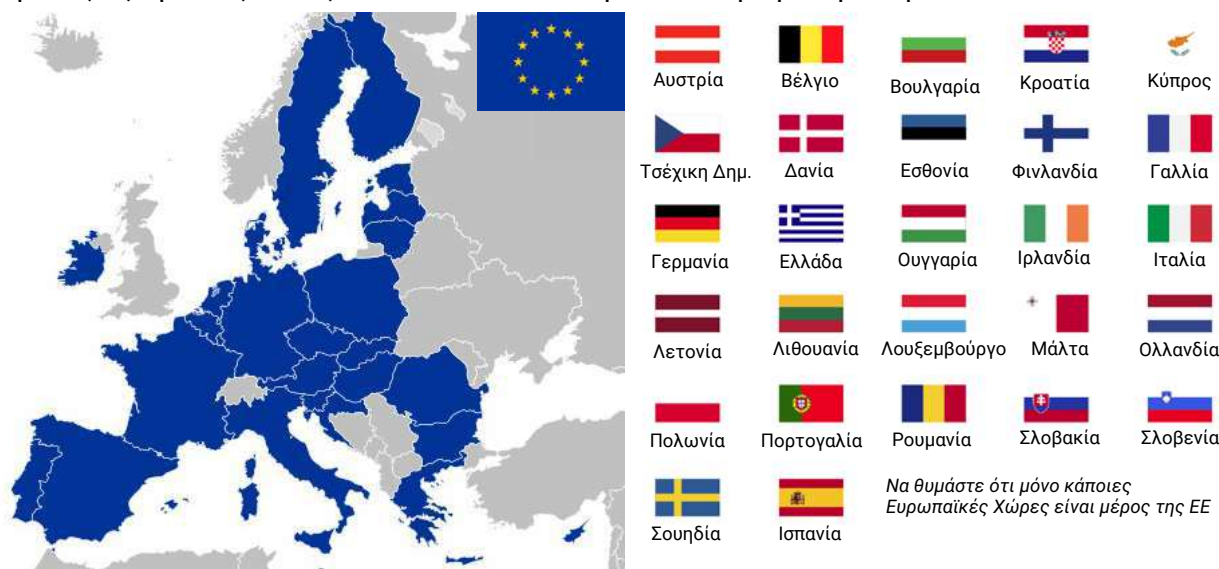 Αυστρία Βέλγιο Βουλγαρία Κροατία Κύπρος
Τσέχικη Δημ. Δανία Εσθονία Φινλανδία Γαλλία
Γερμανία Ελλάδα Ουγγαρία Ιρλανδία Ιταλία
Λετονία Λιθουανία Λουξεμβούργο Μάλτα Ολλανδία
Πολωνία Πορτογαλία Ρουμανία Σλοβακία Σλοβενία
Σουηδία Ισπανία
Να θυμάστε ότι μόνο κάποιες
Ευρωπαϊκές Χώρες είναι μέρος της ΕΕ